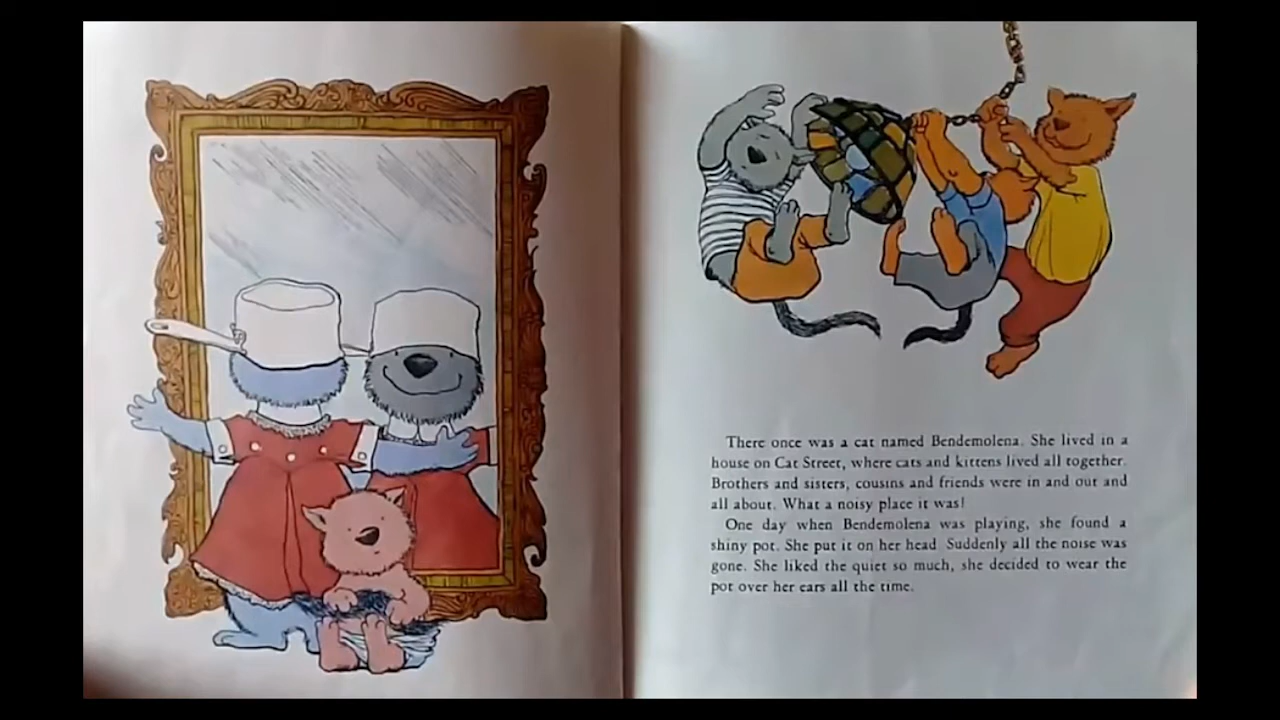 There once was a cat named Bendemolena. She lived in a
house on Cat Street, where cats and kittens lived all together.
Brothers and sisters, cousins and friends were in and out and
all about. What a noisy place it was!
One day when Bendemolena was playing, she found a
shiny pot. She put it on her head. Suddenly all the noise was
gone. She liked the quiet so much, she decided to wear the
pot over her ears all the time.